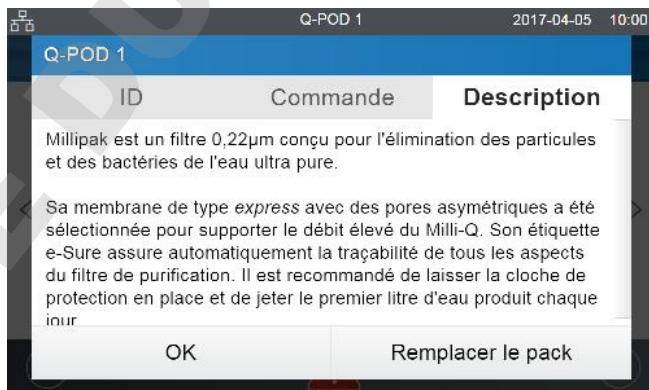 Q-POD 1 2017-04-05 10:00
Q-POD 1
ID Commande Description
Millipak est un filtre 0,22µm conçu pour l'élimination des particules
et des bactéries de l'eau ultra pure.
Sa membrane de type express avec des pores asymétriques a été
sélectionnée pour supporter le débit élevé du Milli-Q. Son étiquette
e-Sure assure automatiquement la traçabilité de tous les aspects
du filtre de purification. Il est recommandé de laisser la cloche de
protection en place et de jeter le premier litre d'eau produit chaque
jour
OK Remplacer le pack